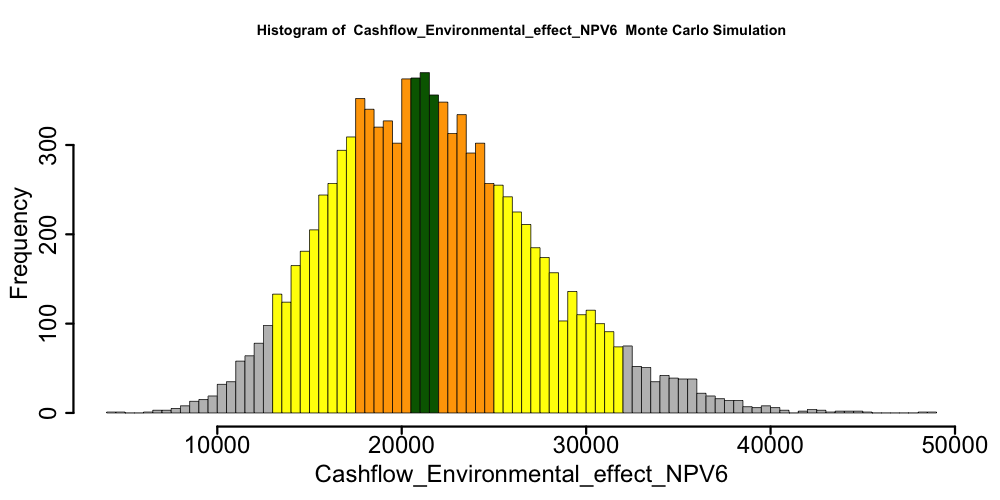 Histogram of  Cashflow_Environmental_effect_NPV6  Monte Carlo Simulation
Frequency
300
200
100
0
10000 20000 30000 40000 50000
Cashflow_Environmental_effect_NPV6